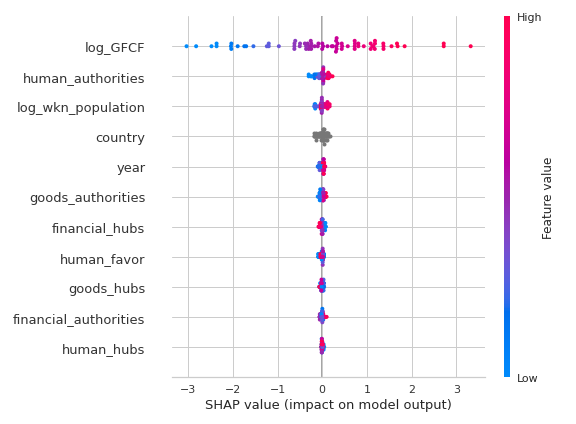 High
log_GFCF
human_authorities
log_wkn_population
country
year
goods_authorities
financial_hubs
human_favor
goods_hubs
financial_authorities
human_hubs
Feature value
Low
−3 −2 −1 0 1 2 3
SHAP value (impact on model output)